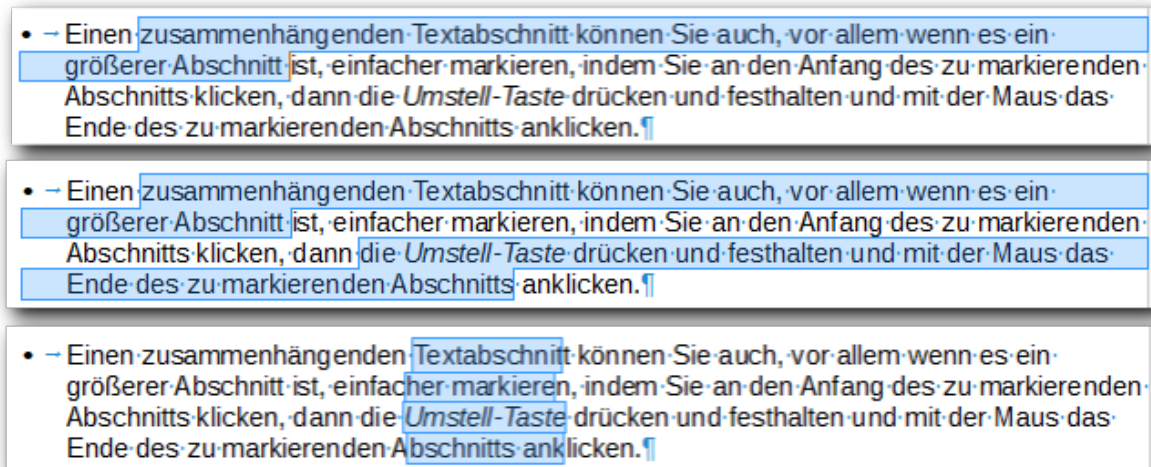 • → Einen zusammenhängenden Textabschnitt können Sie auch, vor allem wenn es ein
größerer Abschnitt ist, einfacher markieren, indem Sie an den Anfang des zu markierenden
Abschnitts klicken, dann die Umstell-Taste drücken und festhalten und mit der Maus das
Ende des zu markierenden Abschnitts anklicken.¶
• → Einen zusammenhängenden Textabschnitt können Sie auch, vor allem wenn es ein
größerer Abschnitt ist, einfacher markieren, indem Sie an den Anfang des zu markierenden
Abschnitts klicken, dann die Umstell-Taste drücken und festhalten und mit der Maus das
Ende des zu markierenden Abschnitts anklicken.¶
• → Einen zusammenhängenden Textabschnitt können Sie auch, vor allem wenn es ein
größerer Abschnitt ist, einfacher markieren, indem Sie an den Anfang des zu markierenden
Abschnitts klicken, dann die Umstell-Taste drücken und festhalten und mit der Maus das
Ende des zu markierenden Abschnitts anklicken.¶